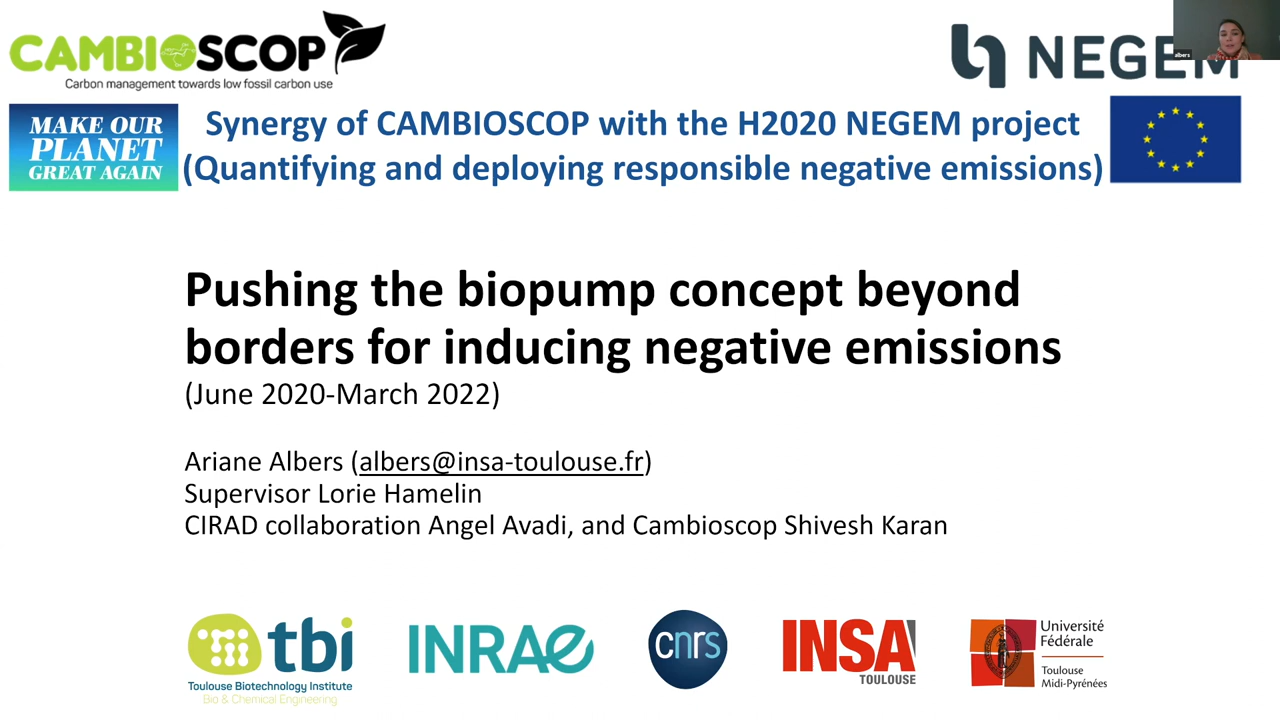 CAMBIOSCOP
Carbon management towards low fossil carbon use
NEGEM
albers
MAKE OUR
PLANET
GREAT AGAIN
Synergy of CAMBIOSCOP with the H2020 NEGEM project
(Quantifying and deploying responsible negative emissions)
Pushing the biopump concept beyond
borders for inducing negative emissions
(June 2020-March 2022)
Ariane Albers (albers@insa-toulouse.fr)
Supervisor Lorie Hamelin
CIRAD collaboration Angel Avadi, and Cambioscop Shivesh Karan
tbi
Toulouse Biotechnology Institute
Bio & Chemical Engineering
INRAE
cnrs
INSA
TOULOUSE
Université
Fédérale
Toulouse
Midi-Pyrénées